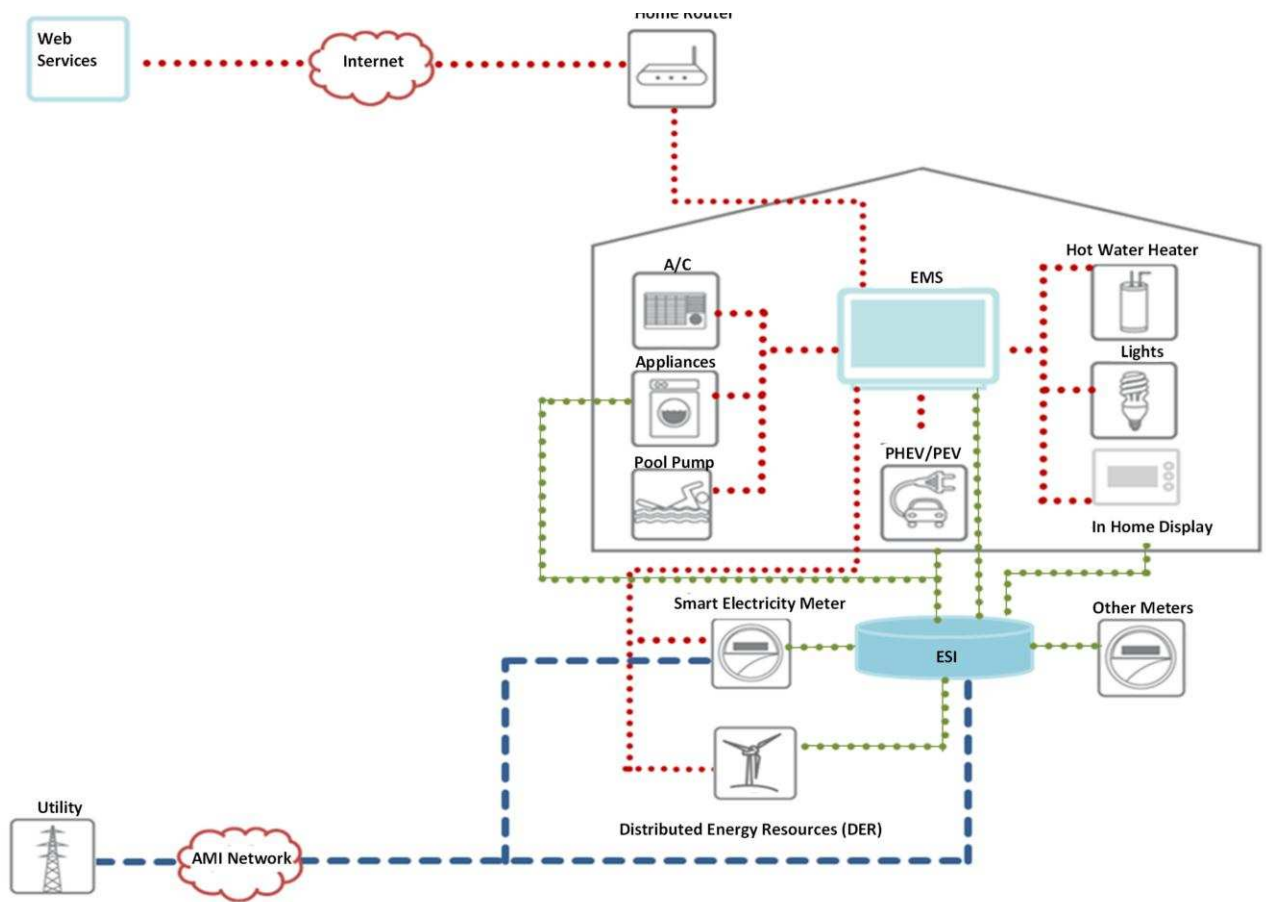 Home Router
Web
Services
Internet
Hot Water Heater
A/C
EMS
Appliances
Lights
Pool Pump
PHEV/PEV
In Home Display
Smart Electricity Meter
Other Meters
ESI
Utility
Distributed Energy Resources (DER)
AMI Network